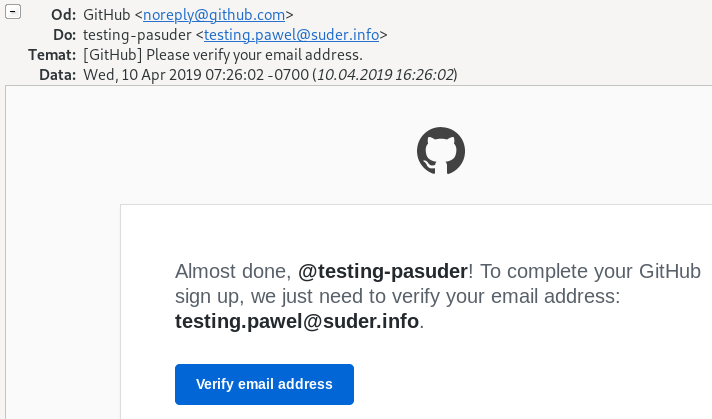 Od: GitHub <noreply@github.com>
Do: testing-pasuder <testing.pawel@suder.info>
Temat: [GitHub] Please verify your email address.
Data: Wed, 10 Apr 2019 07:26:02 -0700 (10.04.2019 16:26:02)
Almost done, @testing-pasuder! To complete your GitHub
sign up, we just need to verify your email address:
testing.pawel@suder.info.
Verify email address